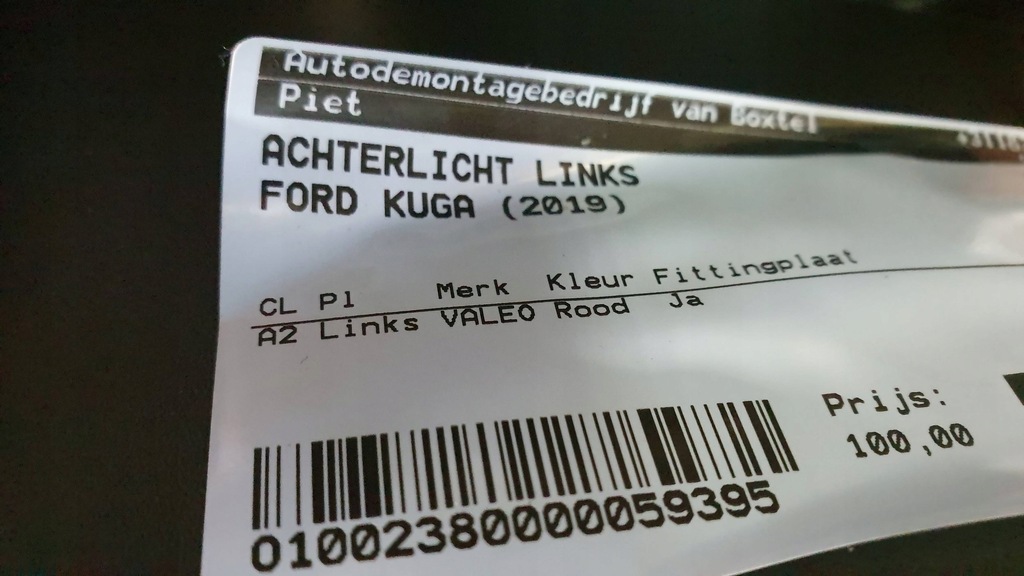 Autodemontagebedrijf van Boxtel
Piet
ACHTERLICHT LINKS
FORD KUGA (2019)
CL Pl Merk Kleur Fittingplaat
A2 Links VALEO Rood Ja
Prijs:
100,00
01002380000059395